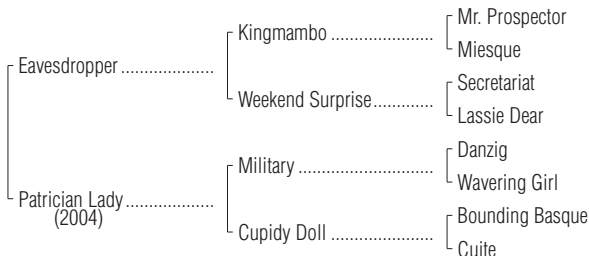 Mr. Prospector
Kingmambo ...................
Miesque
Eavesdropper .................
Secretariat
Weekend Surprise...........
Lassie Dear
Danzig
Military .........................
Wavering Girl
Patrician Lady ................
(2004)
Bounding Basque
Cupidy Doll ...................
Cuite